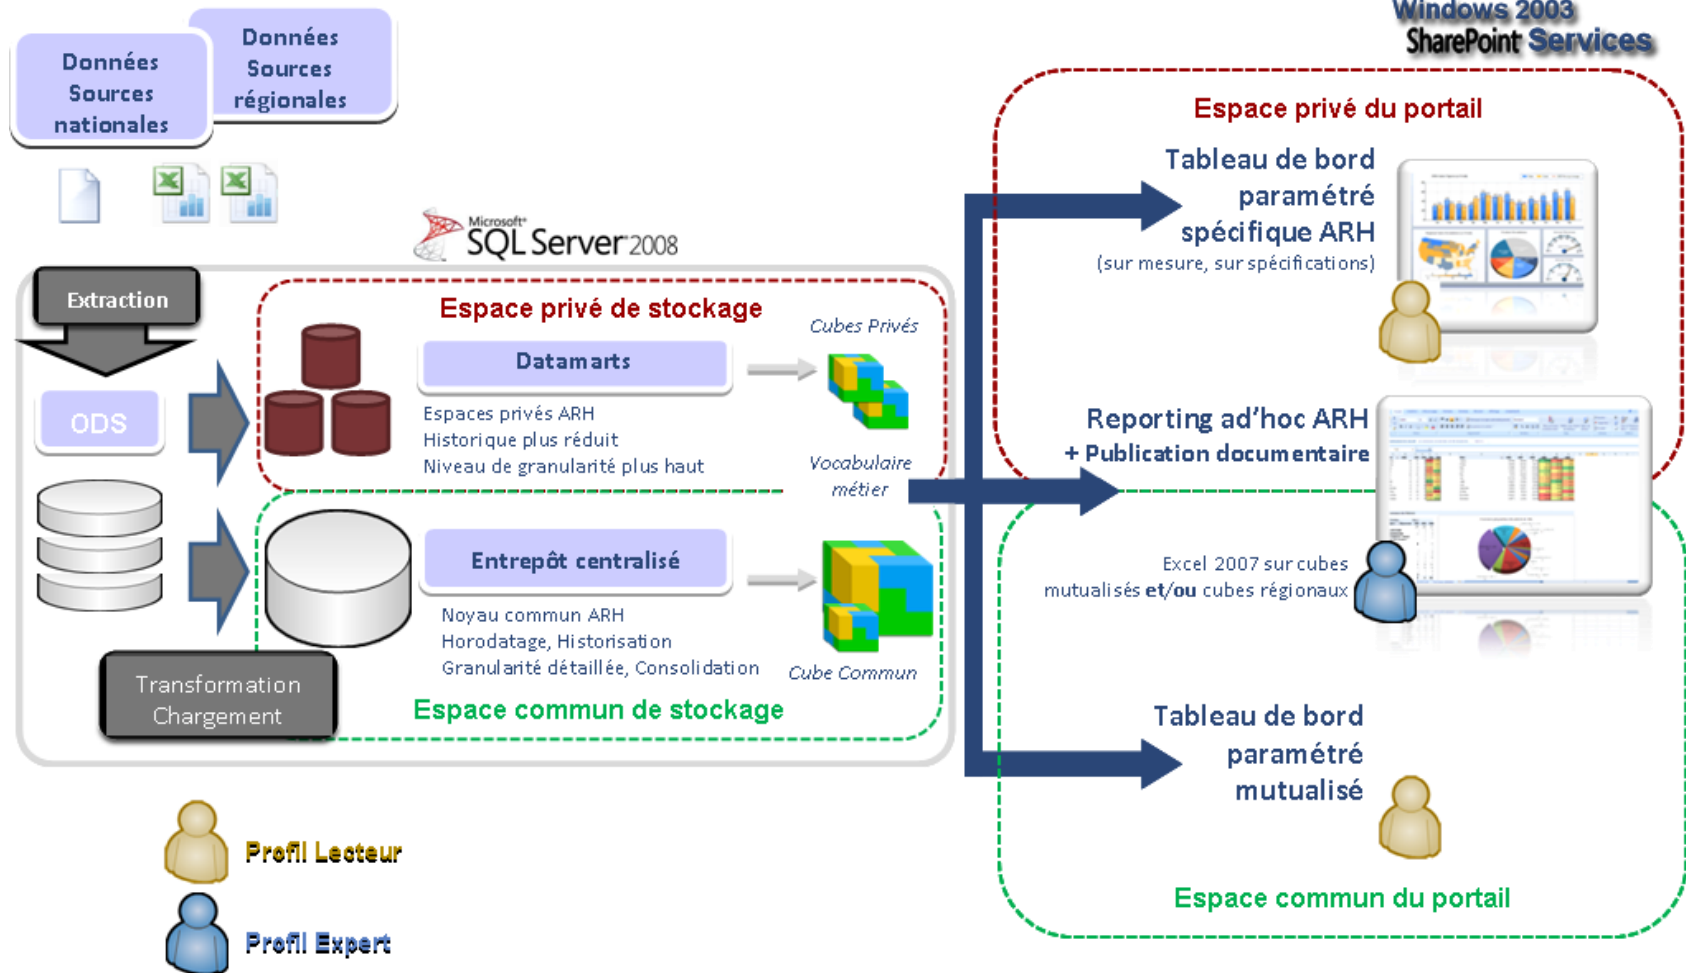 Données
Sources
nationales
Données
Sources
régionales
Windows 2003
SharePoint Services
Microsoft
SQL Server 2008
Extraction
ODS
Transformation
Chargement
Espace privé de stockage
Datamarts
Espaces privés ARH
Historique plus réduit
Niveau de granularité plus haut
Cubes Privés
Vocabulaire
métier
Entrepôt centralisé
Noyau commun ARH
Horodatage, Historisation
Granularité détaillée, Consolidation
Cube Commun
Espace commun de stockage
Espace privé du portail
Tableau de bord
paramétré
spécifique ARH
(sur mesure, sur spécifications)
Reporting ad’hoc ARH
+ Publication documentaire
Excel 2007 sur cubes
mutualisés et/ou cubes régionaux
Tableau de bord
paramétré
mutualisé
Espace commun du portail
Profil Lecteur
Profil Expert